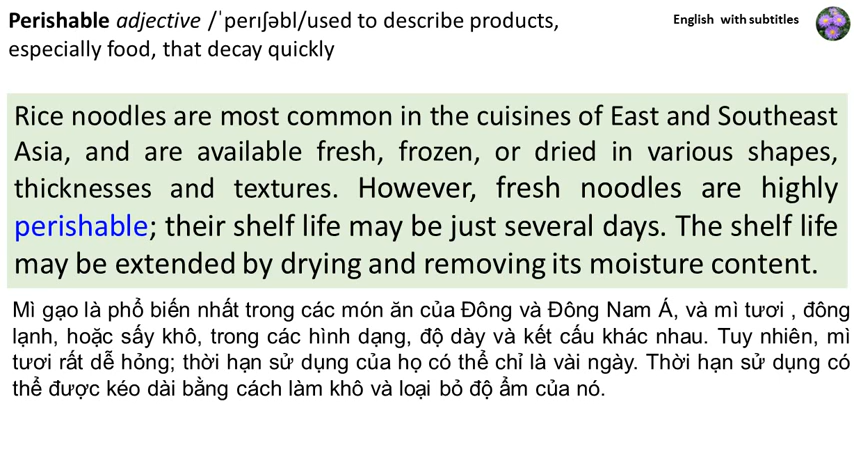 Perishable adjective /ˈperɪʃəbl/used to describe products,
especially food, that decay quickly
English with subtitles
Rice noodles are most common in the cuisines of East and Southeast
Asia, and are available fresh, frozen, or dried in various shapes,
thicknesses and textures. However, fresh noodles are highly
perishable; their shelf life may be just several days. The shelf life
may be extended by drying and removing its moisture content.
Mì gạo là phổ biến nhất trong các món ăn của Đông và Đông Nam Á, và mì tươi , đông
lạnh, hoặc sấy khô, trong các hình dạng, độ dày và kết cấu khác nhau. Tuy nhiên, mì
tươi rất dễ hỏng; thời hạn sử dụng của họ có thể chỉ là vài ngày. Thời hạn sử dụng có
thể được kéo dài bằng cách làm khô và loại bỏ độ ẩm của nó.